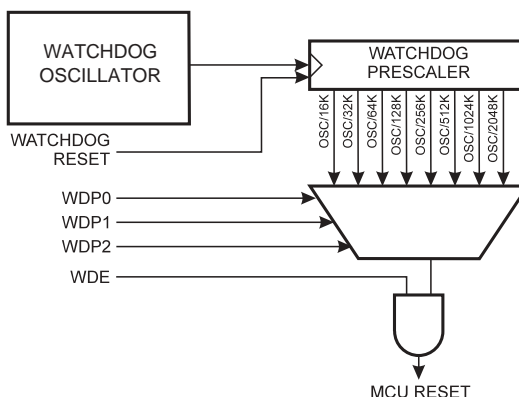 WATCHDOG
OSCILLATOR
WATCHDOG
PRESCALER
WATCHDOG
RESET
OSC/16K
OSC/32K
OSC/64K
OSC/128K
OSC/256K
OSC/512K
OSC/1024K
OSC/2048K
WDP0
WDP1
WDP2
WDE
MCU RESET